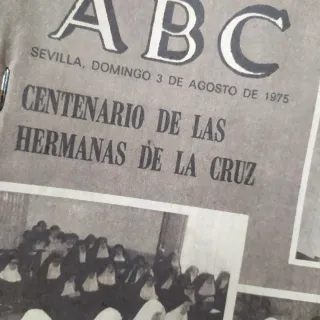 ABC
SEVILLA, DOMINGO 3 DE AGOSTO DE 1975
CENTENARIO DE LAS
HERMANAS DE LA CRUZ